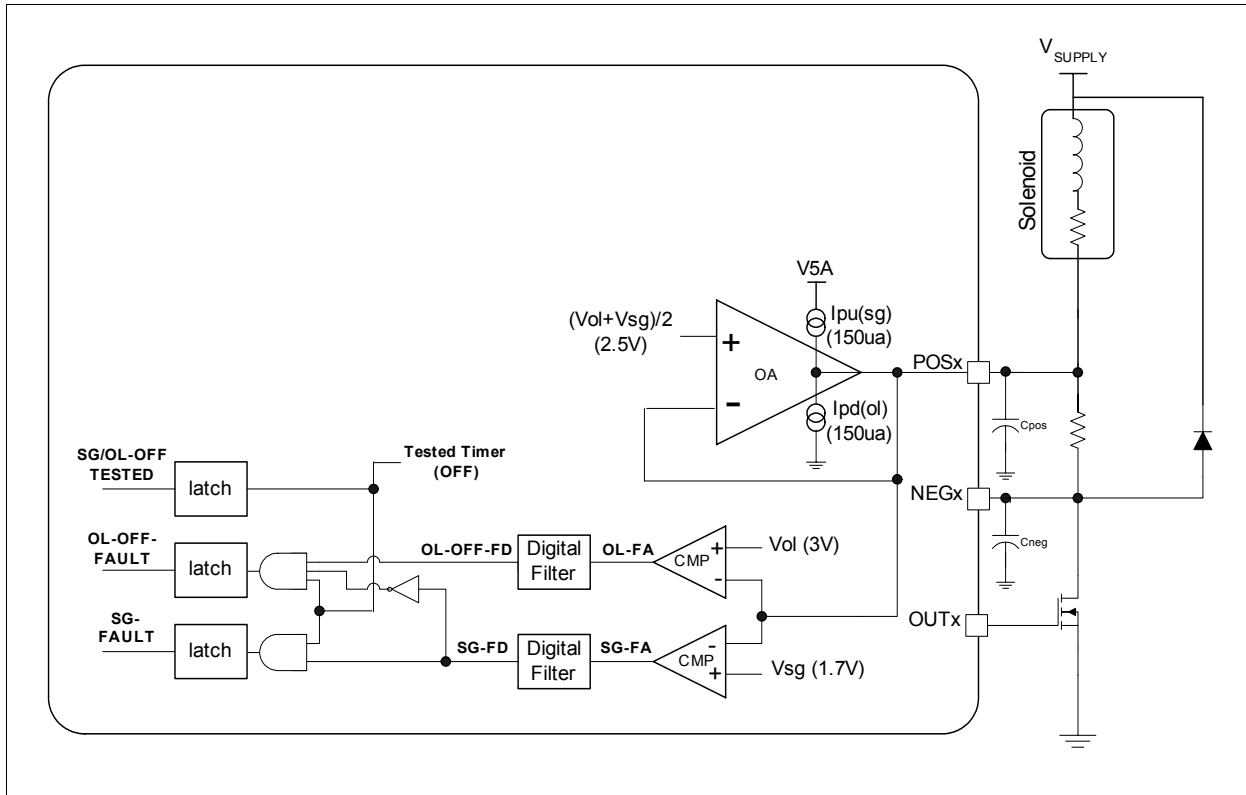 V SUPPLY
Solenoid
V5A
(Vol+Vsg)/2
(2.5V)
Ipu(sg)
(150ua)
+
OA
-
Ipd(ol)
(150ua)
POSx
Cpos
NEGx
Cneg
OUTx
SG/OL-OFF
TESTED
latch
Tested Timer
(OFF)
OL-OFF-
FAULT
latch
OL-OFF-FD
Digital
Filter
OL-FA
CMP
+
-
Vol (3V)
SG-
FAULT
latch
SG-FD
Digital
Filter
SG-FA
CMP
-
+
Vsg (1.7V)